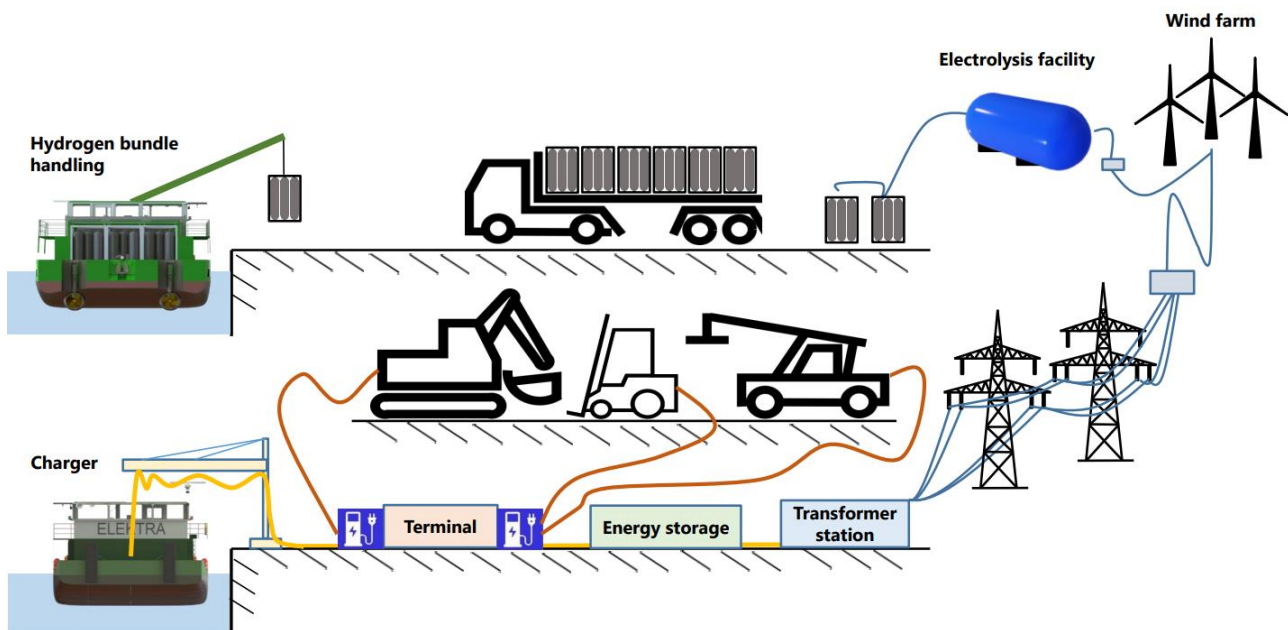 Wind farm
Electrolysis facility
Hydrogen bundle
handling
Charger
ELEKTRA
Terminal
Energy storage
Transformer
station